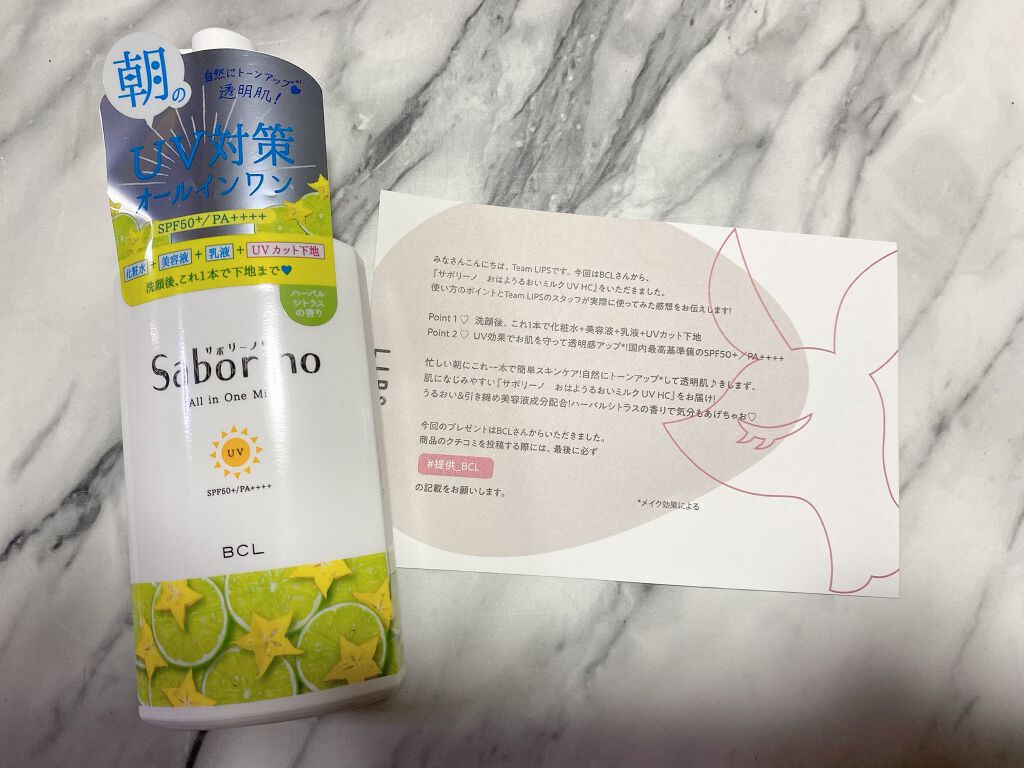 朝の
自然にトーンアップ*¹
透明肌!
UV対策
オールインワン
SPF50+/PA++++
化粧水+美容液+乳液+UVカット下地
洗顔後、これ1本で下地まで♥
ハーバル
シトラス
の香り
サボリーノ
Saborino
All in One Mi
UV
SPF50+/PA++++
BCL
LIPS
みなさんこんにちは、Team LIPSです。今回はBCLさんから、
『サボリーノ おはようるおいミルク UV HC』をいただきました。
使い方のポイントとTeam LIPSのスタッフが実際に使ってみた感想をお伝えします!
Point 1 ♡ 洗顔後、これ1本で化粧水+美容液+乳液+UVカット下地
Point 2 ♡ UV効果でお肌を守って透明感アップ*!国内最高基準値のSPF50+/PA++++
忙しい朝にこれ一本で簡単スキンケア!自然にトーンアップ*して透明肌♪きしまず、
肌になじみやすい『サボリーノ おはようるおいミルク UV HC』をお届け!
うるおい&引き締め美容液成分配合!ハーバルシトラスの香りで気分もあげちゃお♡
今回のプレゼントはBCLさんからいただきました。
商品のクチコミを投稿する際には、最後に必ず
#提供_BCL
の記載をお願いします。
*メイク効果による